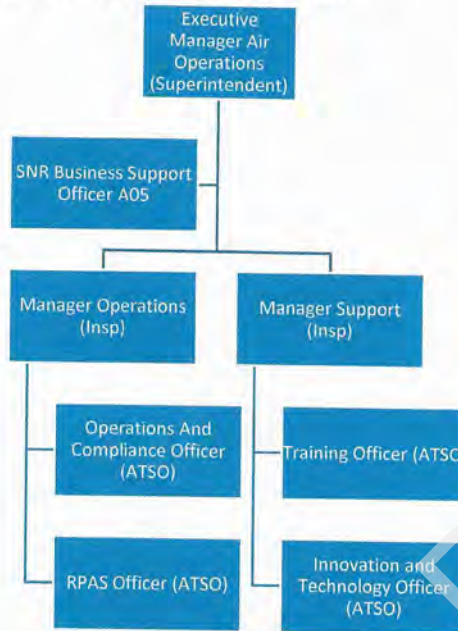 Executive
Manager Air
Operations
(Superintendent)
SNR Business Support
Officer A05
Manager Operations
(Insp)
Manager Support
(Insp)
Operations And
Compliance Officer
(ATSO)
Training Officer (ATSO
RPAS Officer (ATSO)
Innovation and
Technology Officer
(ATSO)